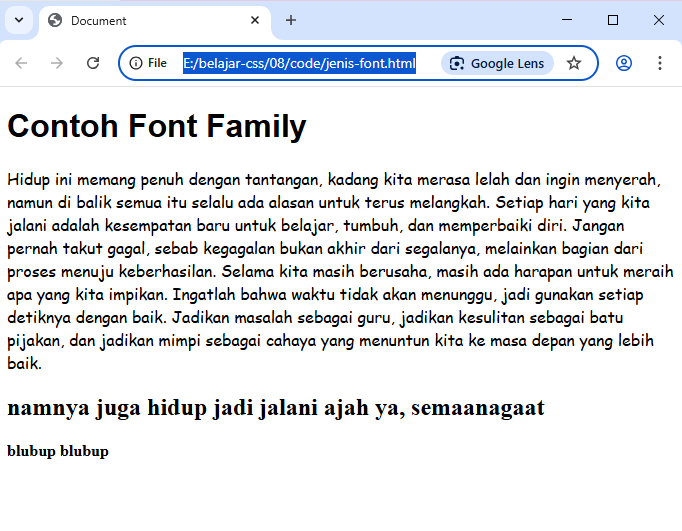 Document
File
E:/belajar-css/08/code/jenis-font.html
Google Lens
Contoh Font Family
Hidup ini memang penuh dengan tantangan, kadang kita merasa lelah dan ingin menyerah,
namun di balik semua itu selalu ada alasan untuk terus melangkah. Setiap hari yang kita
jalani adalah kesempatan baru untuk belajar, tumbuh, dan memperbaiki diri. Jangan
pernah takut gagal, sebab kegagalan bukan akhir dari segalanya, melainkan bagian dari
proses menuju keberhasilan. Selama kita masih berusaha, masih ada harapan untuk meraih
apa yang kita impikan. Ingatlah bahwa waktu tidak akan menunggu, jadi gunakan setiap
detiknya dengan baik. Jadikan masalah sebagai guru, jadikan kesulitan sebagai batu
pijakan, dan jadikan mimpi sebagai cahaya yang menuntun kita ke masa depan yang lebih
baik.
namnya juga hidup jadi jalani ajah ya, semaanagaat
blubup blubup